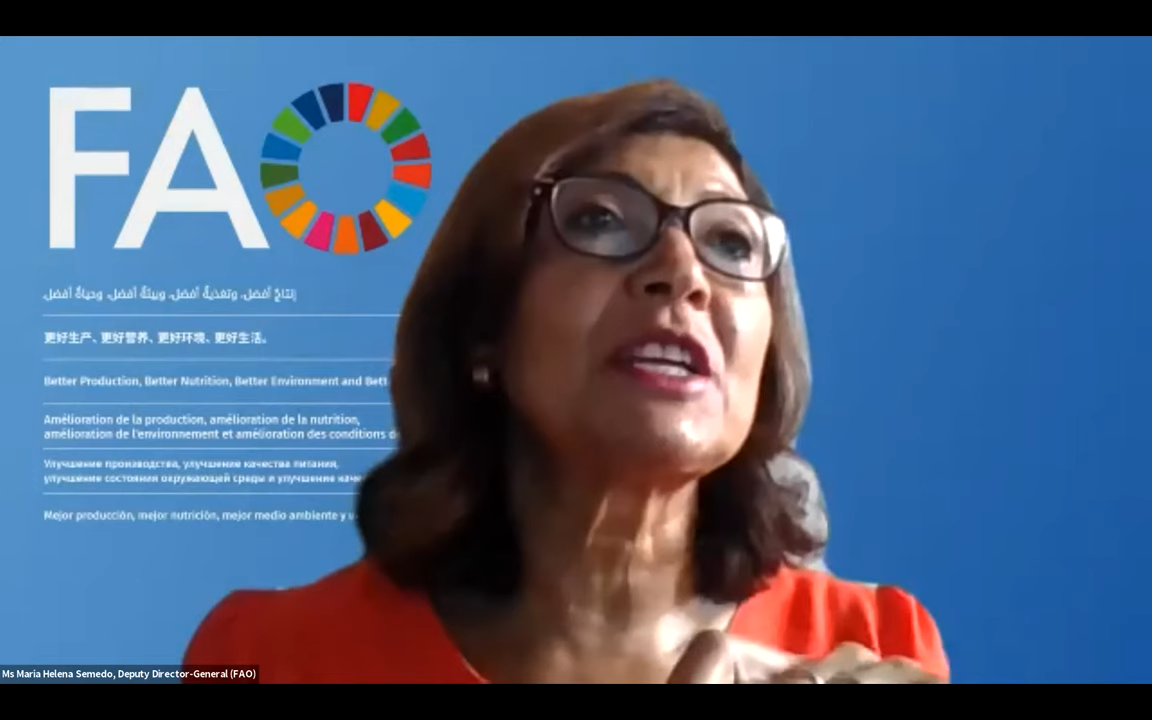 FAO
إنتاجٌ أفضل، وتغذيةٌ أفضل، وبيئةٌ أفضل، وحياةٌ أفضل.
更好生产、更好营养、更好环境、更好生活。
Better Production, Better Nutrition, Better Environment and
Amélioration de la production, amélioration de la nutrition,
amélioration de l'environnement et amélioration des conditions
Улучшение производства, улучшение качества питания,
улучшение состояния окружающей среды и улучшение
Mejor producción, mejor nutrición, mejor medio ambiente y
Ms Maria Helena Semedo, Deputy Director-General (FAO)